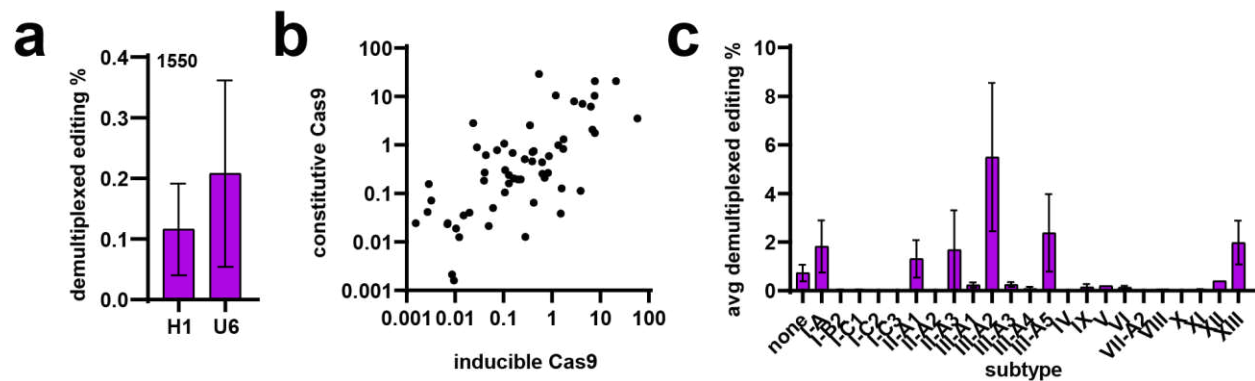 a
demultiplexed editing %
0.4
0.3
0.2
0.1
0.0
1550
H1
U6
b
constitutive Cas9
100
10
1
0.1
0.01
0.001
0.001
0.01
0.1
1
10
100
inducible Cas9
c
avg demultiplexed editing %
10
8
6
4
2
0
none
I-A
I-B2
I-C1
I-C2
I-C3
II-A1
II-A2
II-A3
III-A1
III-A2
III-A3
III-A4
III-A5
IV
IX
V
VI
VII-A2
VIII
X
XI
XII
XIII
subtype